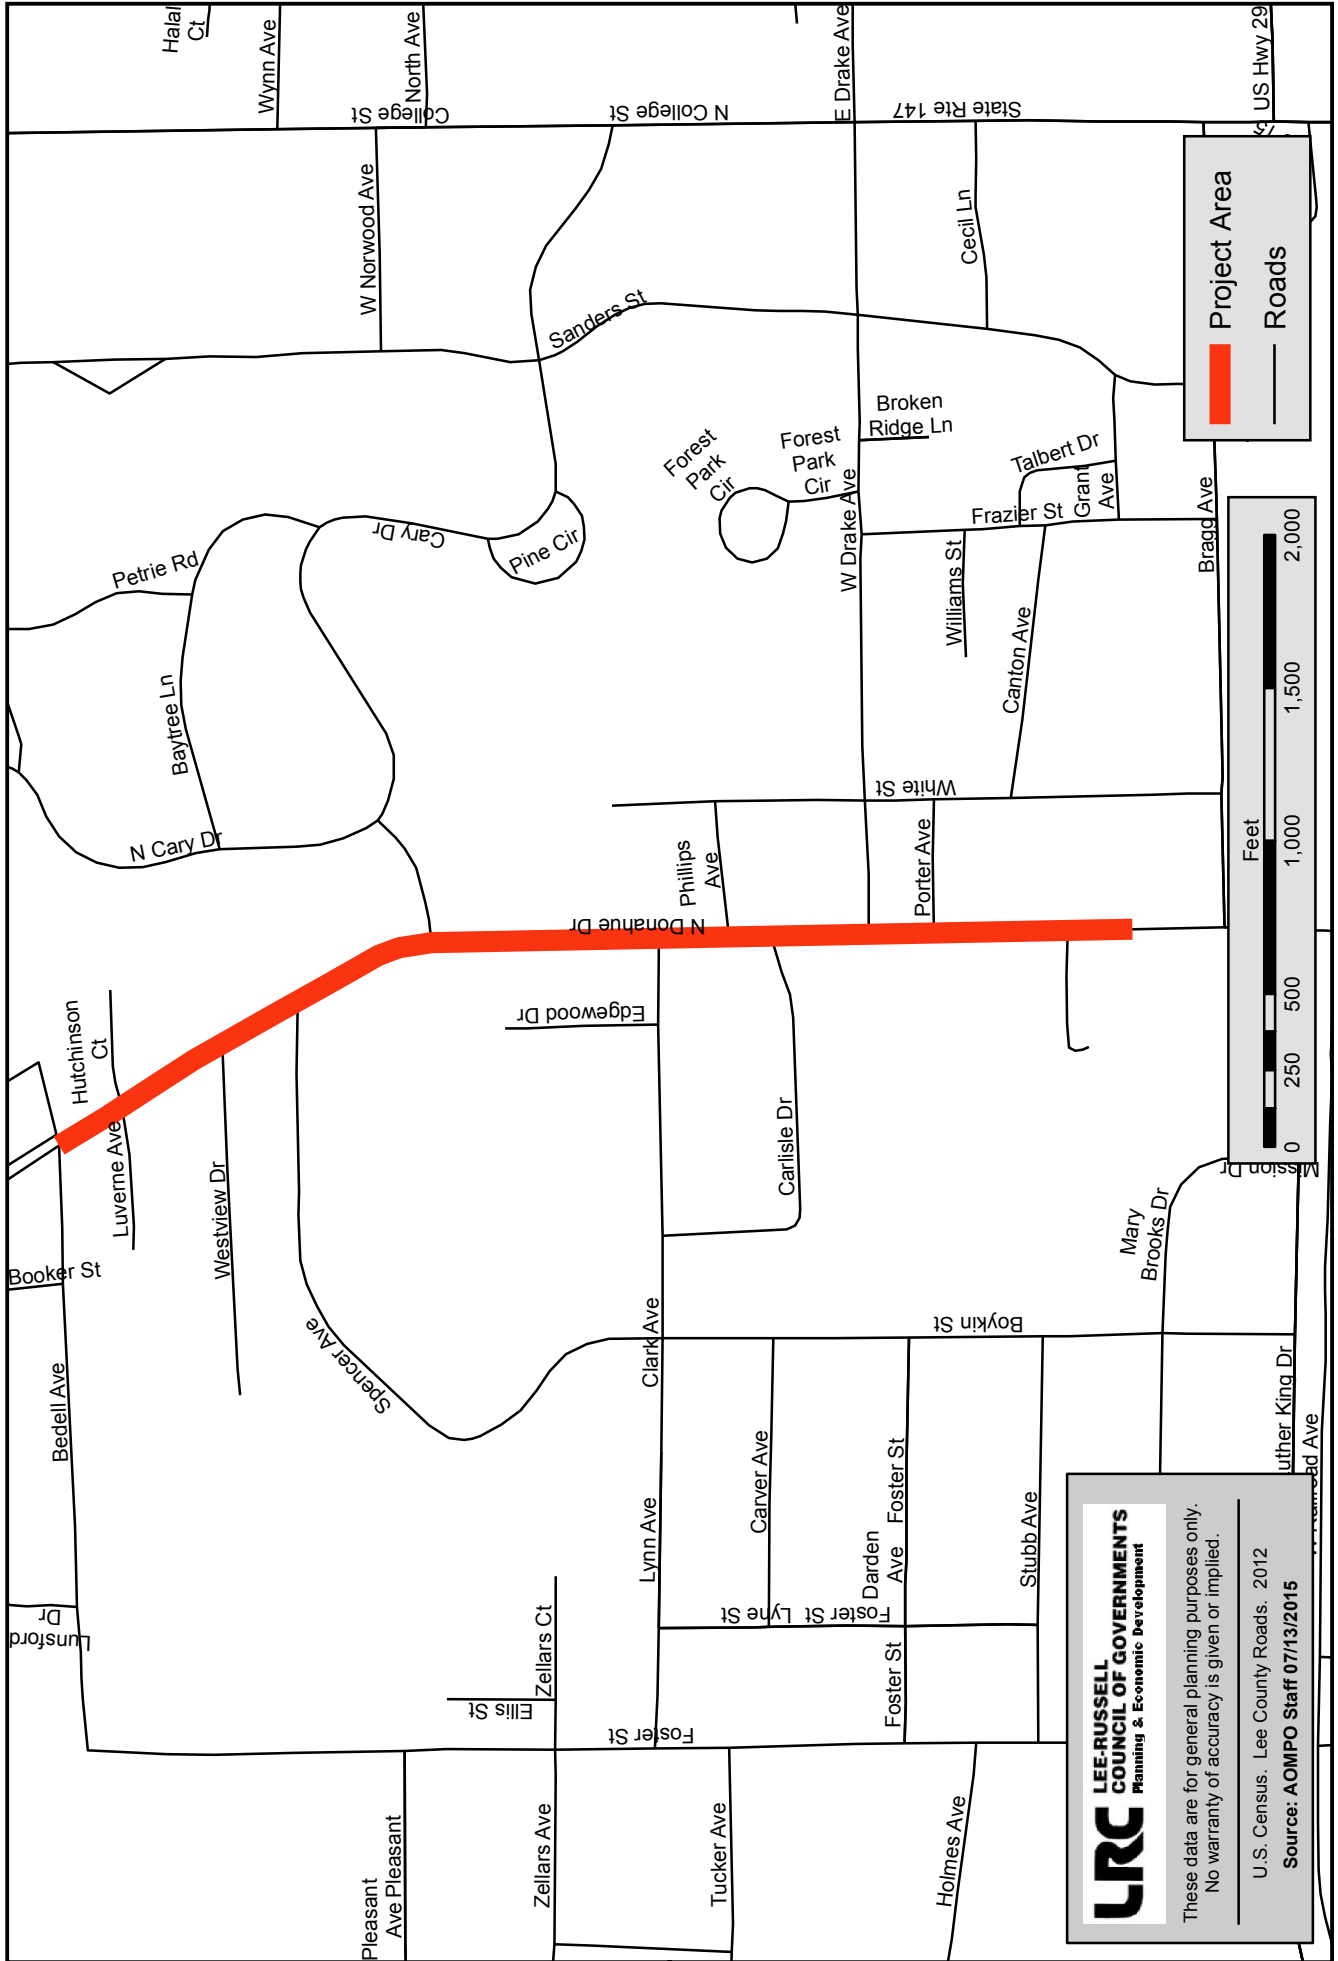 Halal
Ct
Wynn Ave
North Ave
College St
N College St
E Drake Ave
State Rte 147
US Hwy 29
W Norwood Ave
Cecil Ln
Sanders St
Project Area
Roads
Broken
Ridge Ln
Forest
Park
Cir
Forest
Park
Cir
Talbert Dr
Grant
Ave
Frazier St
Bragg Ave
W Drake Ave
Williams St
Canton Ave
Cary Dr
Pine Cir
Petrie Rd
Baytree Ln
N Cary Dr
White St
Phillips
Ave
Porter Ave
N Donahue Dr
Feet
0
250
500
1,000
1,500
2,000
Hutchinson
Ct
Luverne Ave
Westview Dr
Edgewood Dr
Carlisle Dr
Mission Dr
Mary
Brooks Dr
Booker St
Bedell Ave
Spencer Ave
Clark Ave
Boykin St
uther King Dr
Lynn Ave
Carver Ave
Darden
Ave
Foster St
Stubb Ave
Lyne St
Foster St
Foster St
Lunsford
Dr
Zellars Ct
Ellis St
Foster St
Pleasant
Ave Pleasant
Zellars Ave
Tucker Ave
Holmes Ave
LRC
LEE-RUSSELL
COUNCIL OF GOVERNMENTS
Planning & Economic Development
These data are for general planning purposes only.
No warranty of accuracy is given or implied.
U.S. Census. Lee County Roads. 2012
Source: AOMPO Staff 07/13/2015